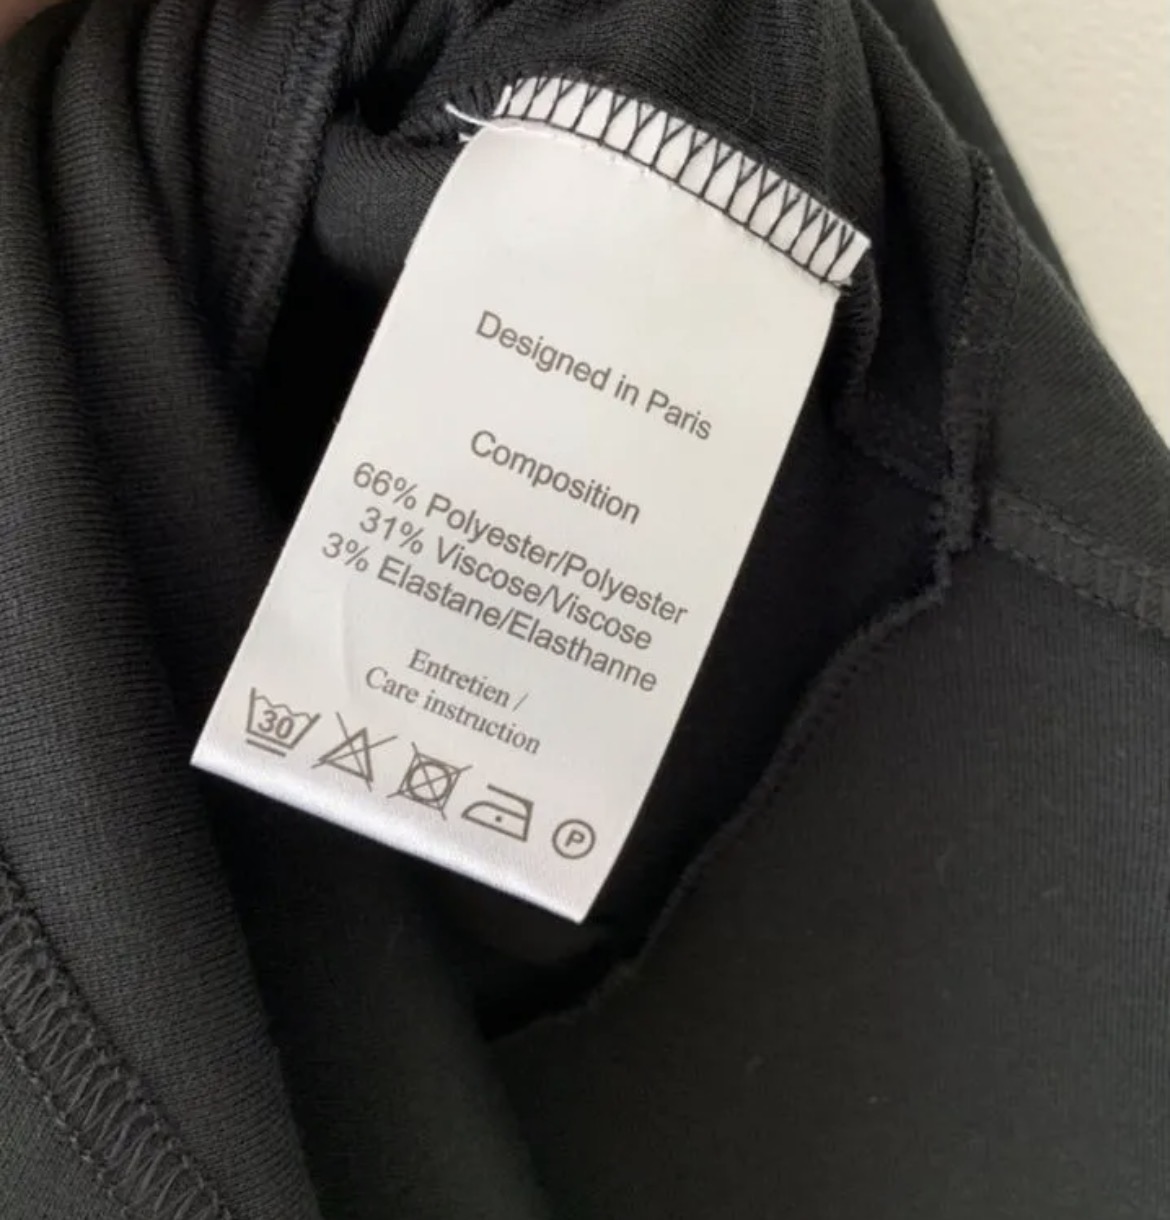 Designed in Paris
Composition
66% Polyester/Polyester
31% Viscose/Viscose
3% Elastane/Elasthanne
Entretien /
Care instruction
30
P